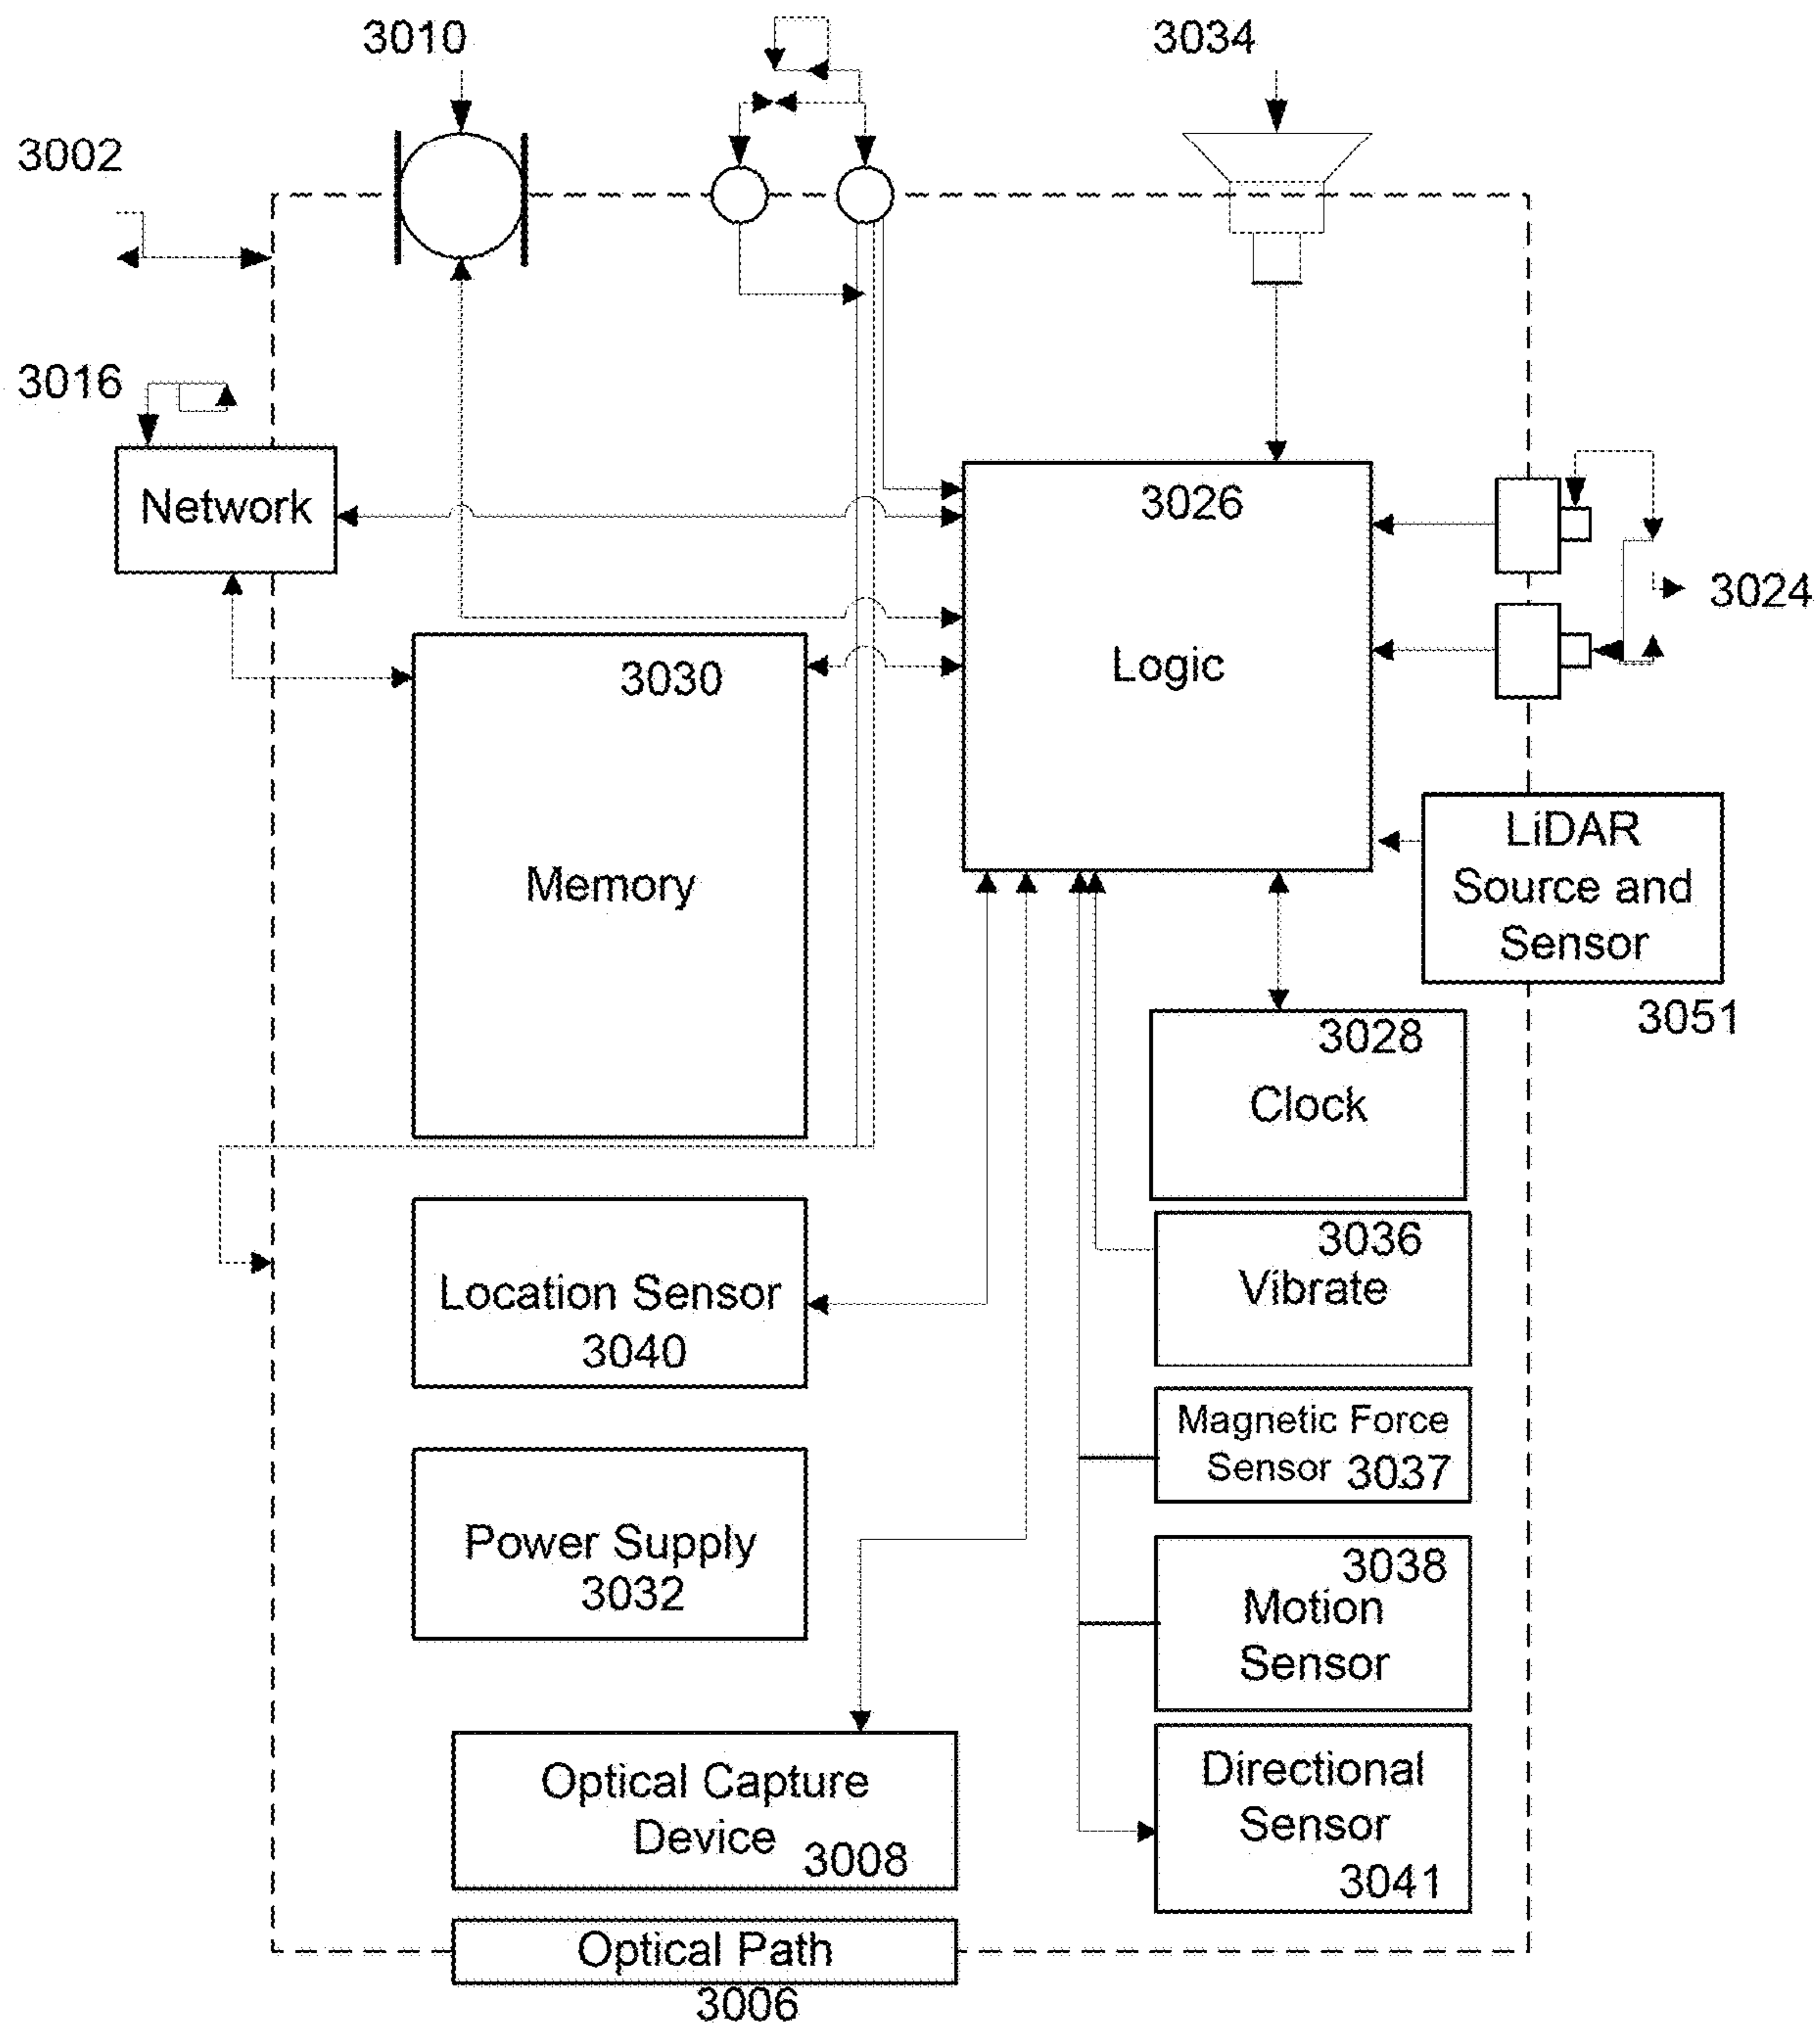 3010
3034
3002
3016
Network
3026
Logic
3024
3030
Memory
LiDAR
Source and
Sensor
3051
3028
Clock
3036
Vibrate
Location Sensor
3040
Magnetic Force
Sensor 3037
Power Supply
3032
3038
Motion
Sensor
Optical Capture
Device 3008
Directional
Sensor
3041
Optical Path
3006